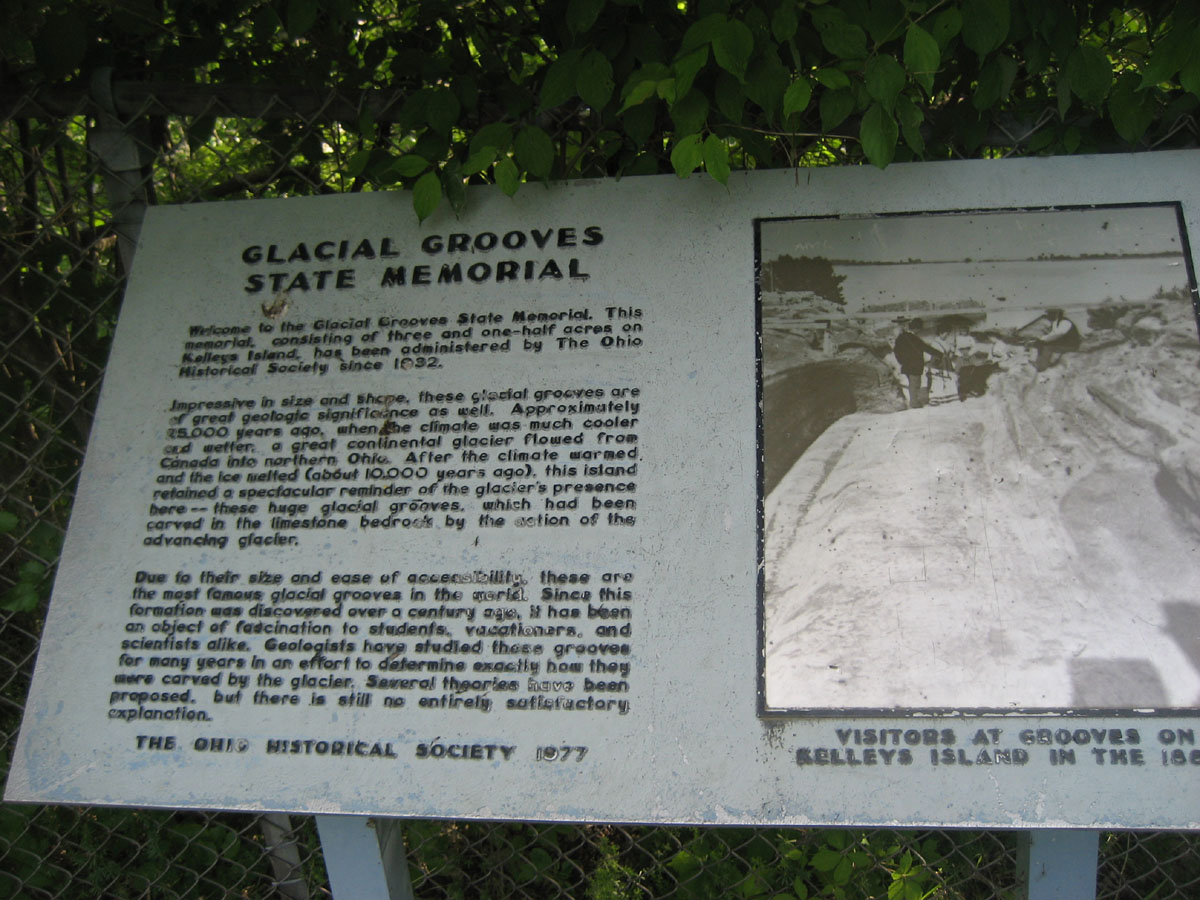 GLACIAL GROOVES
STATE MEMORIAL
Welcome to the Glacial Grooves State Memorial. This
memorial, consisting of three and one-half acres on
Kelleys Island, has been administered by The Ohio
Historical Society since 1932.
Impressive in size and shape, these glacial grooves are
of great geologic significance as well. Approximately
25,000 years ago, when the climate was much cooler
and wetter, a great continental glacier flowed from
Canada into northern Ohio. After the climate warmed,
and the ice melted (about 10,000 years ago), this island
retained a spectacular reminder of the glacier's presence
here -- these huge glacial grooves, which had been
carved in the limestone bedrock by the action of the
advancing glacier.
Due to their size and ease of accessibility, these are
the most famous glacial grooves in the world. Since this
formation was discovered over a century ago, it has been
an object of fascination to students, vacationers, and
scientists alike. Geologists have studied these grooves
for many years in an effort to determine exactly how they
were carved by the glacier. Several theories have been
proposed, but there is still no entirely satisfactory
explanation.
THE OHIO HISTORICAL SOCIETY 1977
VISITORS AT GROOVES ON
KELLEYS ISLAND IN THE